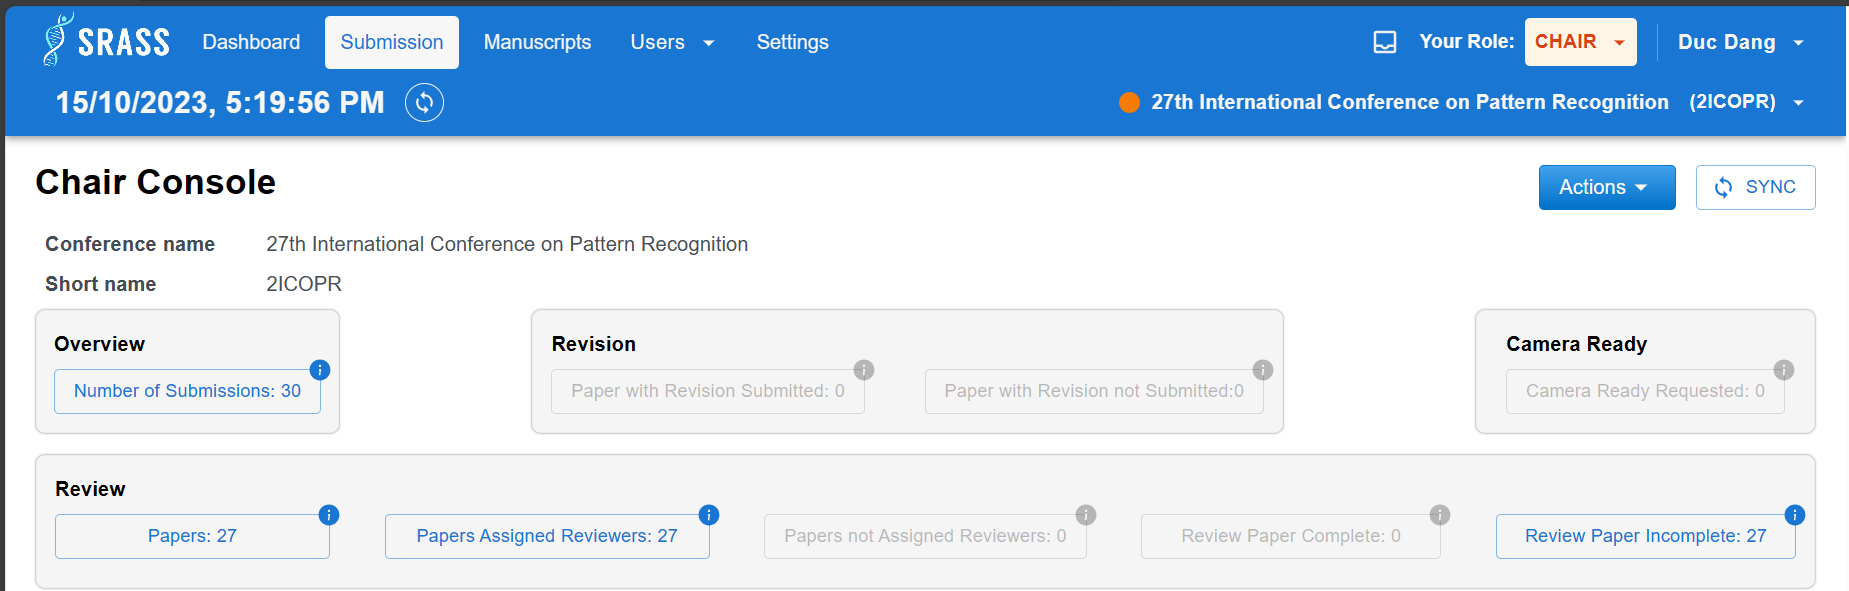 SRASS Dashboard Submission Manuscripts Users Settings Your Role: CHAIR Duc Dang
15/10/2023, 5:19:56 PM 27th International Conference on Pattern Recognition (2ICOPR)
Chair Console Actions SYNC
Conference name 27th International Conference on Pattern Recognition
Short name 2ICOPR
Overview Revision Camera Ready
Number of Submissions: 30 Paper with Revision Submitted: 0 Paper with Revision not Submitted:0 Camera Ready Requested: 0
Review
Papers: 27 Papers Assigned Reviewers: 27 Papers not Assigned Reviewers: 0 Review Paper Complete: 0 Review Paper Incomplete: 27